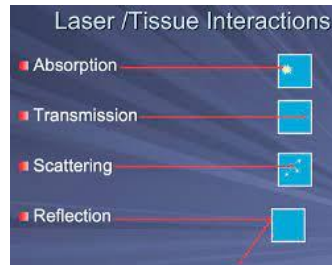 Laser /Tissue Interactions
Absorption
Transmission
Scattering
Reflection